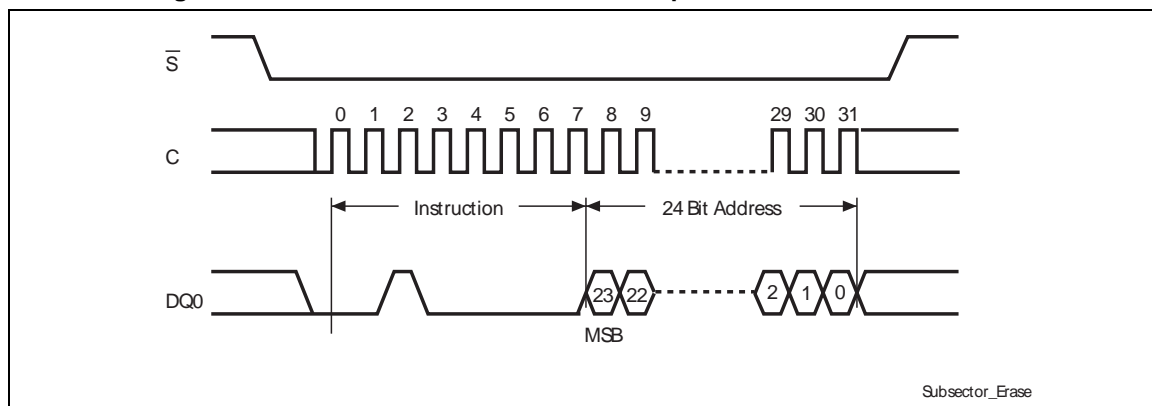 S
0 1 2 3 4 5 6 7 8 9 29 30 31
C
Instruction 24 Bit Address
DQ0 23 22 2 1 0
MSB
Subsector_Erase